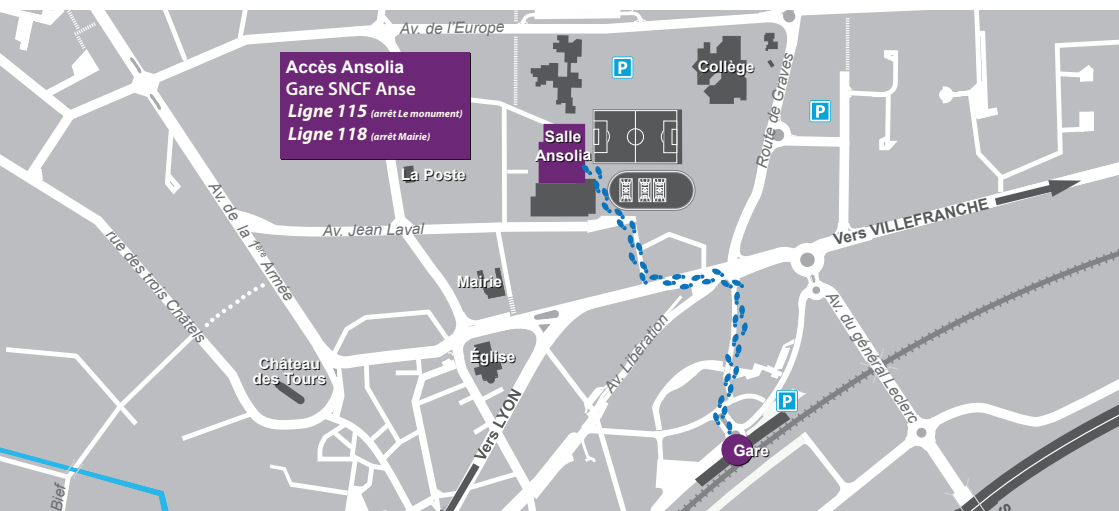 Av. de l'Europe
Accès Ansolia
Gare SNCF Anse
Ligne 115 (arrêt Le monument)
Ligne 118 (arrêt Mairie)
P
Collège
P
Route de Graves
Salle
Ansolia
La Poste
Av. de la 1ère Armée
Av. Jean Laval
Vers VILLEFRANCHE
rue des trois Châtels
Mairie
Av. du général Leclerc
Av. Libération
Église
Château
des Tours
P
Vers LYON
Gare
Bief